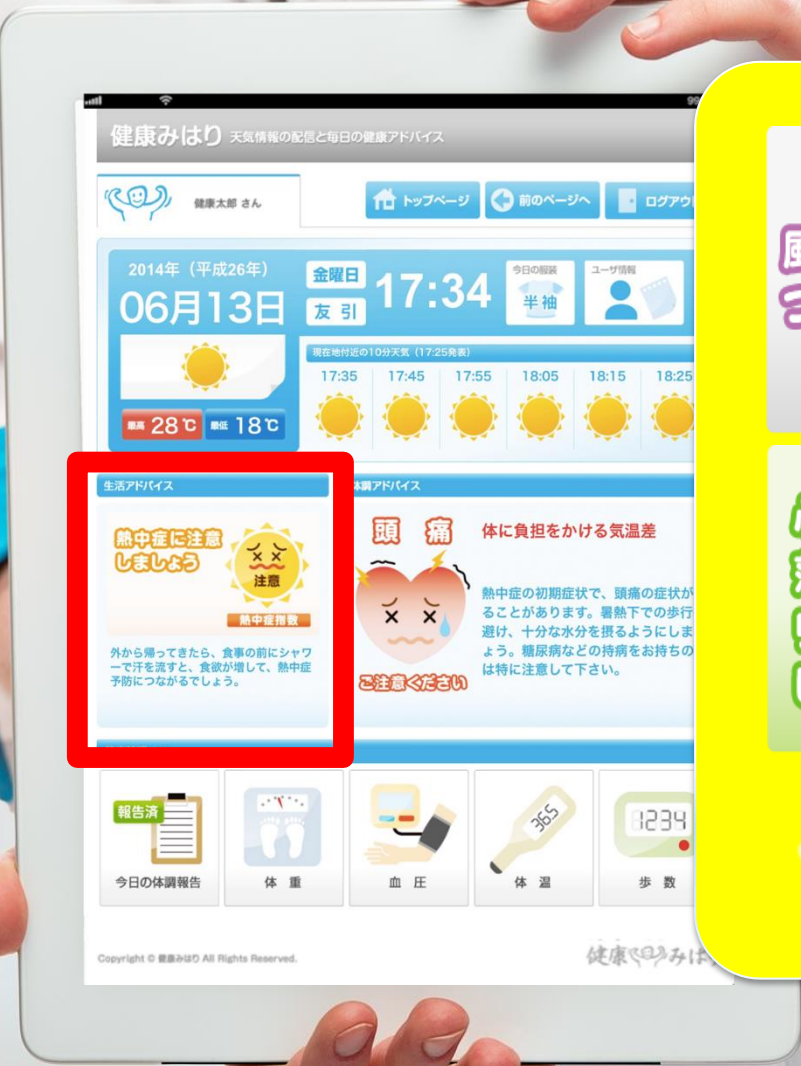 健康みはり 天気情報の配信と毎日の健康アドバイス
健康太郎 さん
トップページ
前のページへ
ログアウ
2014年（平成26年）
06月13日
金曜日
友引
17:34
今日の服装
半袖
ユーザ情報
現在地付近の10分天気（17:25発表）
17:35 17:45 17:55 18:05 18:15 18:25
最高 28℃ 最低 18℃
生活アドバイス
熱中症に注意
しましょう
注意
熱中症指数
外から帰ってきたら、食事の前にシャワ
ーで汗を流すと、食欲が増して、熱中症
予防につながるでしょう。
体調アドバイス
頭痛
ご注意ください
体に負担をかける気温差
熱中症の初期症状で、頭痛の症状が
ることがあります。暑熱下での歩行
避け、十分な水分を摂るようにしま
ょう。糖尿病などの持病をお持ちの
は特に注意して下さい。
報告済
今日の体調報告
体重
血圧
365
体温
1234
歩数
Copyright © 健康みはり All Rights Reserved.
健康みは